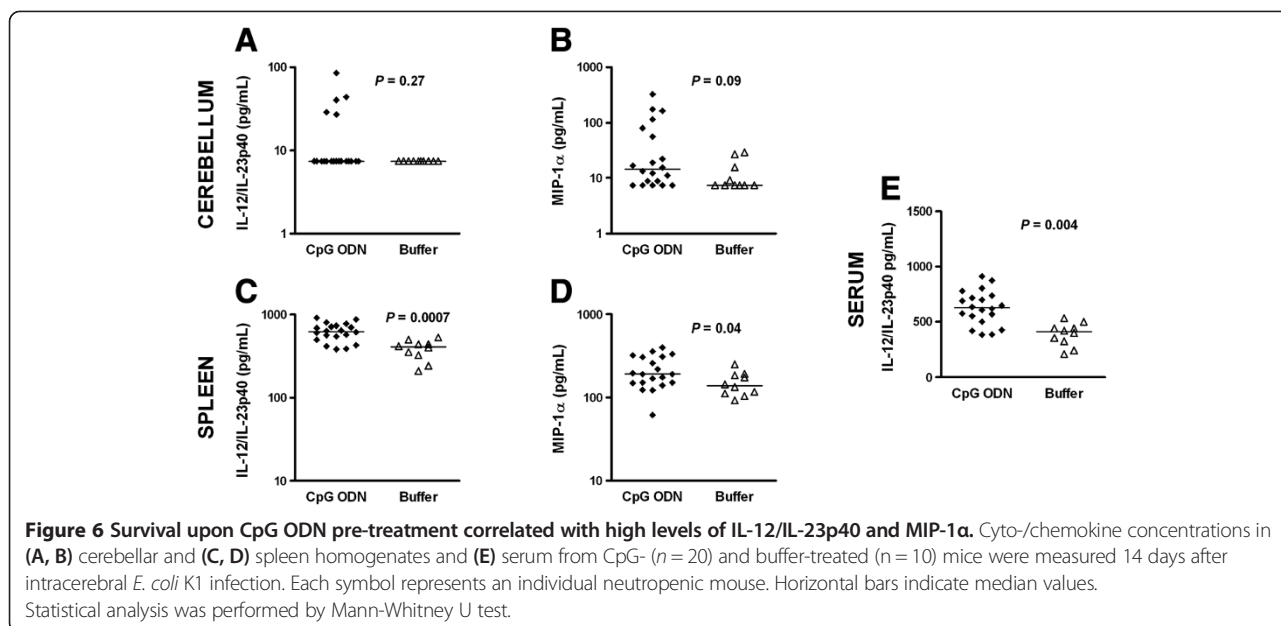 A
CEREBELLUM
IL-12/IL-23p40 (pg/mL)
100
10
1
P = 0.27
CpG ODN
Buffer
B
MIP-1α (pg/mL)
1000
100
10
1
P = 0.09
CpG ODN
Buffer
C
SPLEEN
IL-12/IL-23p40 (pg/mL)
1000
100
10
P = 0.0007
CpG ODN
Buffer
D
MIP-1α (pg/mL)
1000
100
10
P = 0.04
CpG ODN
Buffer
E
SERUM
IL-12/IL-23p40 pg/mL)
1500
1000
500
0
P = 0.004
CpG ODN
Buffer
Figure 6 Survival upon CpG ODN pre-treatment correlated with high levels of IL-12/IL-23p40 and MIP-1α. Cyto-/chemokine concentrations in
(A, B) cerebellar and (C, D) spleen homogenates and (E) serum from CpG- (n = 20) and buffer-treated (n = 10) mice were measured 14 days after
intracerebral E. coli K1 infection. Each symbol represents an individual neutropenic mouse. Horizontal bars indicate median values.
Statistical analysis was performed by Mann-Whitney U test.